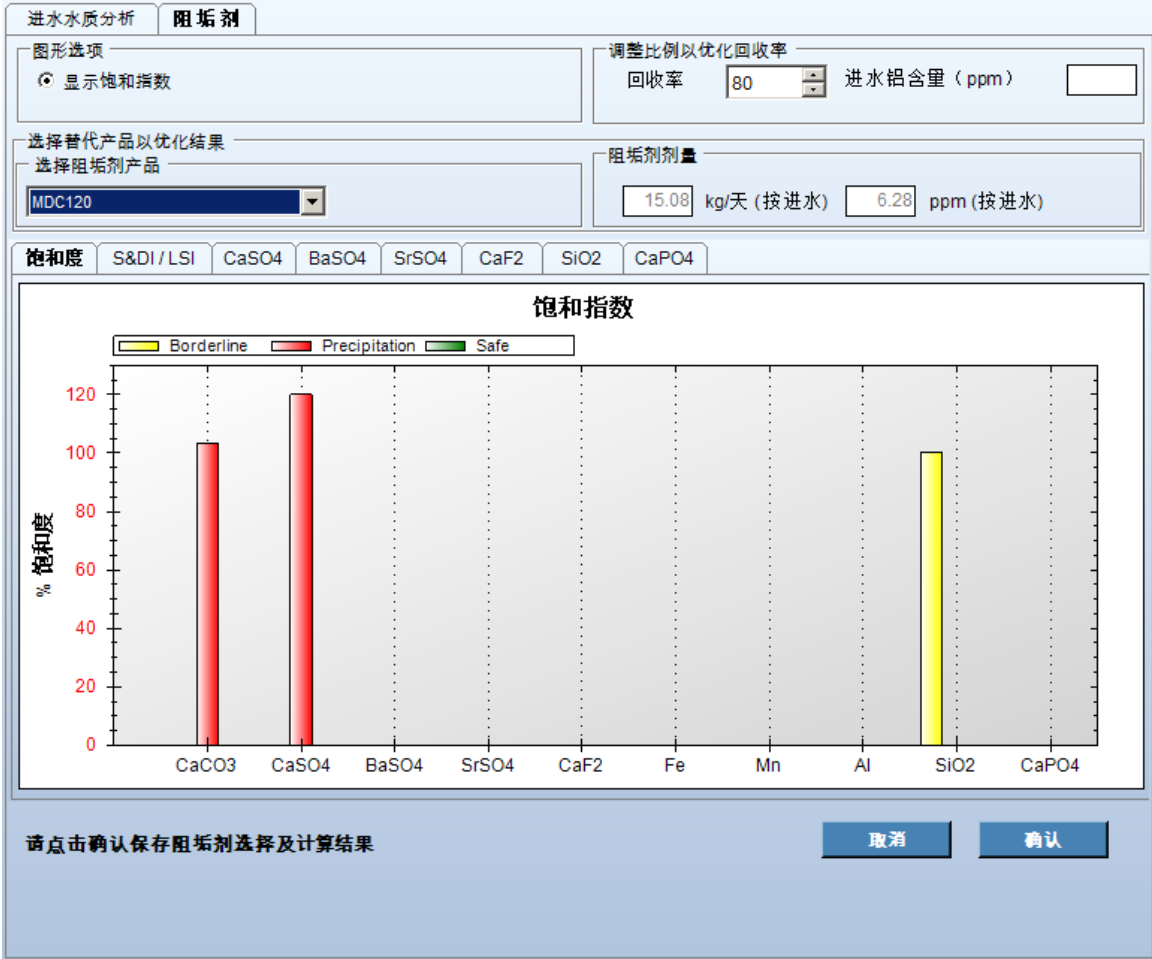 进水水质分析 阻垢剂
图形选项
显示饱和指数
调整比例以优化回收率
回收率 80 进水铝含量（ppm）
选择替代产品以优化结果
选择阻垢剂产品
MDC120
阻垢剂剂量
15.08 kg/天 (按进水) 6.28 ppm (按进水)
饱和度 S&DI / LSI CaSO4 BaSO4 SrSO4 CaF2 SiO2 CaPO4
饱和指数
Borderline Precipitation Safe
% 饱和度
120
100
80
60
40
20
0
CaCO3 CaSO4 BaSO4 SrSO4 CaF2 Fe Mn Al SiO2 CaPO4
请点击确认保存阻垢剂选择及计算结果
取消 确认